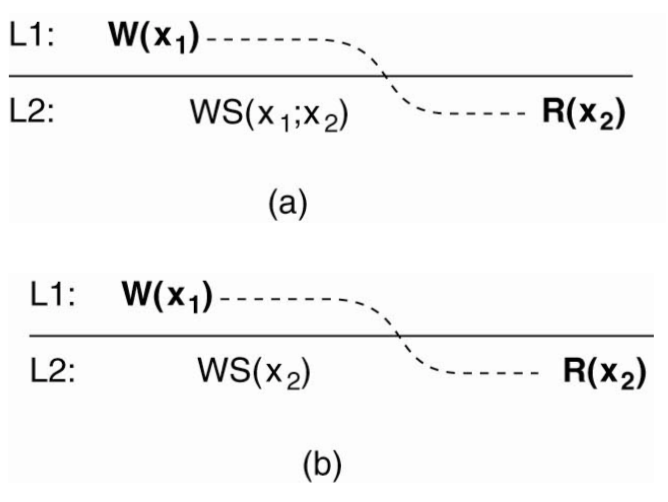 L1: W(x₁)
L2: WS(x₁;x₂) R(x₂)
(a)
L1: W(x₁)
L2: WS(x₂) R(x₂)
(b)